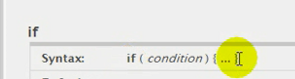 if
Syntax: if ( condition ) { ... }